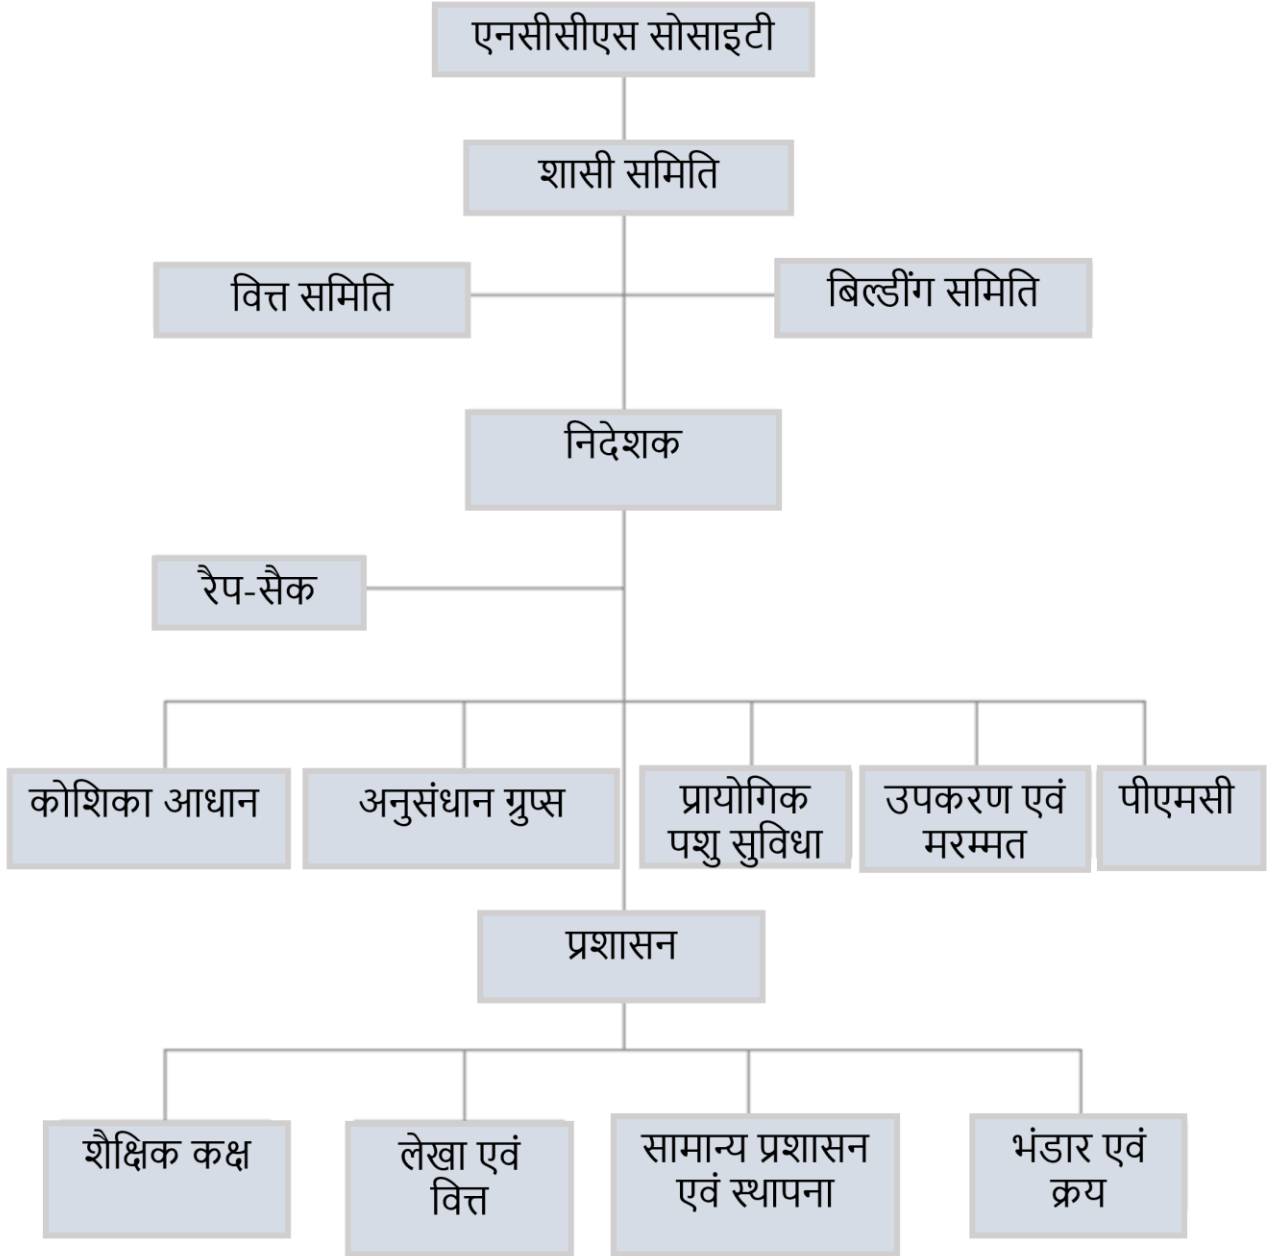 एनसीसीएस सोसाइटी
शासी समिति
वित्त समिति
बिल्डींग समिति
निदेशक
रैप-सैक
कोशिका आधान
अनुसंधान ग्रुप्स
प्रायोगिक
पशु सुविधा
उपकरण एवं
मरम्मत
पीएमसी
प्रशासन
शैक्षिक कक्ष
लेखा एवं
वित्त
सामान्य प्रशासन
एवं स्थापना
भंडार एवं
क्रय